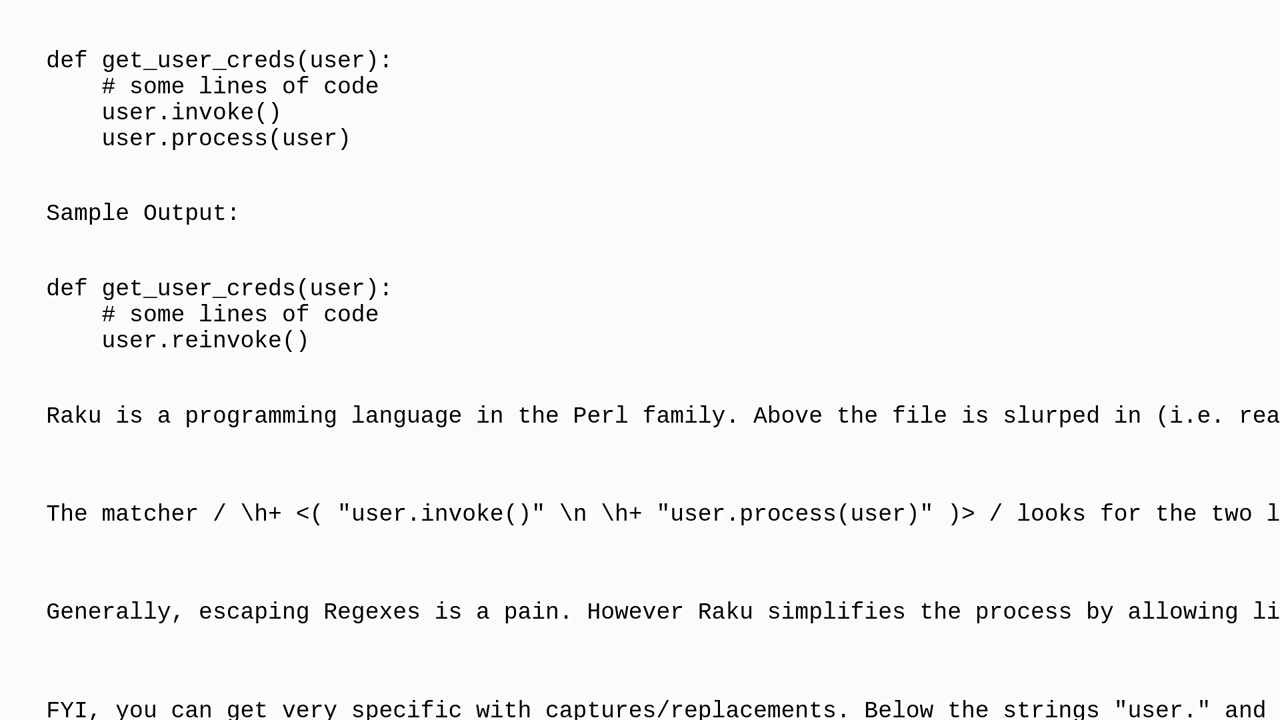 def get_user_creds(user):
    # some lines of code
    user.invoke()
    user.process(user)
Sample Output:
def get_user_creds(user):
    # some lines of code
    user.reinvoke()
Raku is a programming language in the Perl family. Above the file is slurped in (i.e. rea
The matcher / \h+ <( "user.invoke()" \n \h+ "user.process(user)" )> / looks for the two l
Generally, escaping Regexes is a pain. However Raku simplifies the process by allowing li
FYI, you can get very specific with captures/replacements. Below the strings "user." and